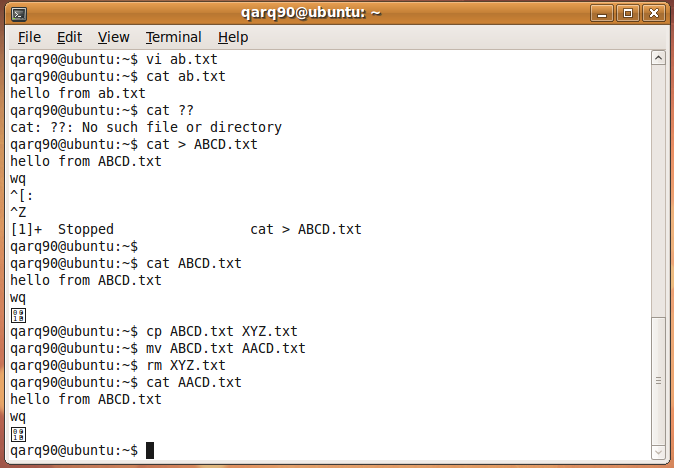 qarq90@ubuntu: ~
File Edit View Terminal Help
qarq90@ubuntu:~$ vi ab.txt
qarq90@ubuntu:~$ cat ab.txt
hello from ab.txt
qarq90@ubuntu:~$ cat ??
cat: ??: No such file or directory
qarq90@ubuntu:~$ cat > ABCD.txt
hello from ABCD.txt
wq
^[:
^Z
[1]+  Stopped                 cat > ABCD.txt
qarq90@ubuntu:~$
qarq90@ubuntu:~$ cat ABCD.txt
hello from ABCD.txt
wq
qarq90@ubuntu:~$ cp ABCD.txt XYZ.txt
qarq90@ubuntu:~$ mv ABCD.txt AACD.txt
qarq90@ubuntu:~$ rm XYZ.txt
qarq90@ubuntu:~$ cat AACD.txt
hello from ABCD.txt
wq
qarq90@ubuntu:~$